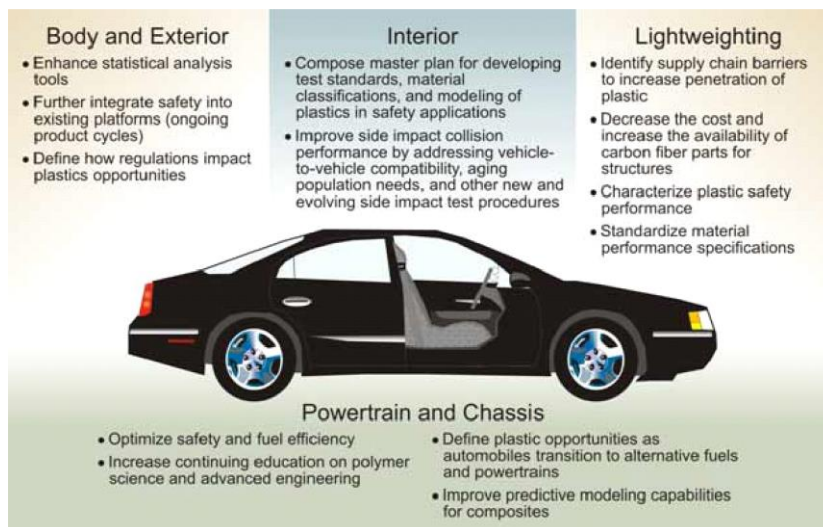 Body and Exterior
• Enhance statistical analysis
tools
• Further integrate safety into
existing platforms (ongoing
product cycles)
• Define how regulations impact
plastics opportunities
Interior
• Compose master plan for developing
test standards, material
classifications, and modeling of
plastics in safety applications
• Improve side impact collision
performance by addressing vehicle-
to-vehicle compatibility, aging
population needs, and other new and
evolving side impact test procedures
Lightweighting
• Identify supply chain barriers
to increase penetration of
plastic
• Decrease the cost and
increase the availability of
carbon fiber parts for
structures
• Characterize plastic safety
performance
• Standardize material
performance specifications
Powertrain and Chassis
• Optimize safety and fuel efficiency
• Increase continuing education on polymer
science and advanced engineering
• Define plastic opportunities as
automobiles transition to alternative fuels
and powertrains
• Improve predictive modeling capabilities
for composites